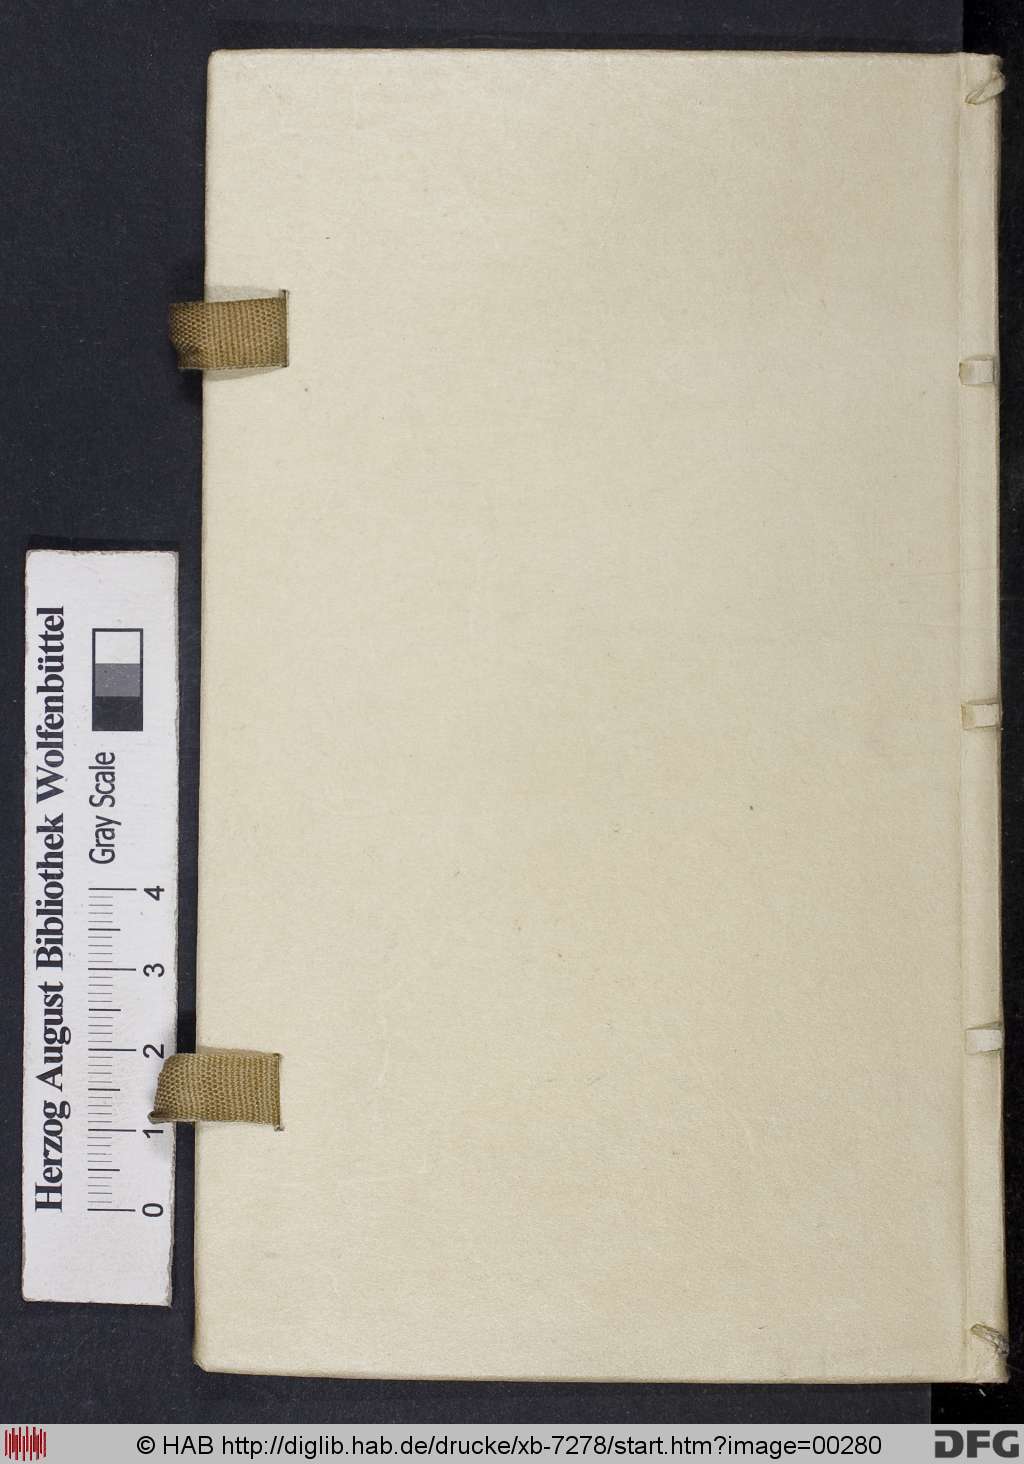 Herzog August Bibliothek Wolfenbüttel
Gray Scale
0 1 2 3 4
© HAB http://diglib.hab.de/drucke/xb-7278/start.htm?image=00280
DFG